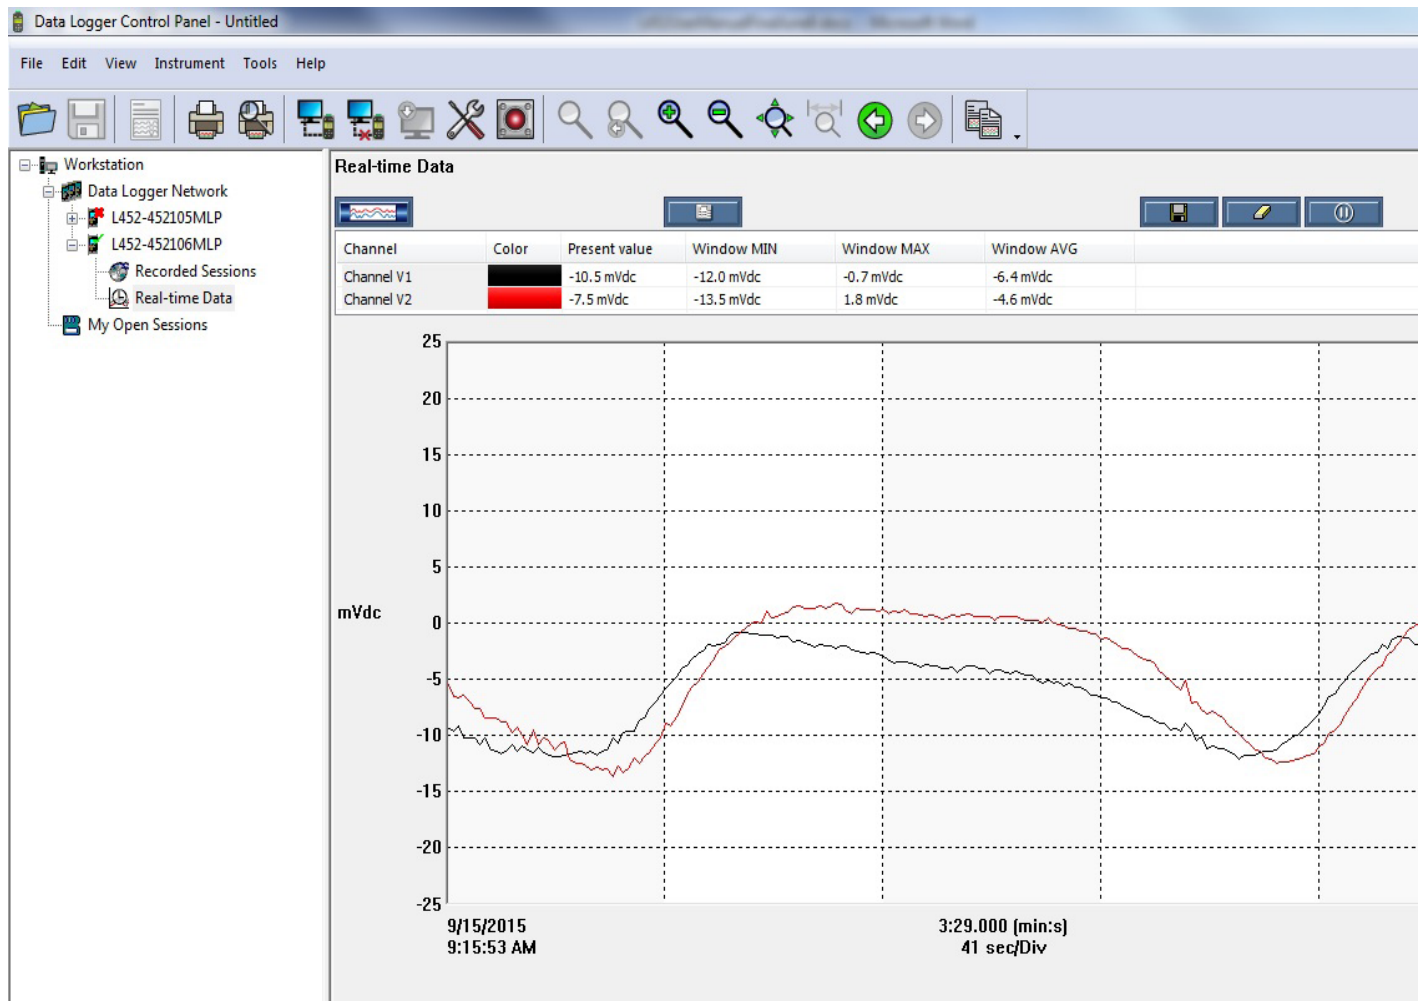 Data Logger Control Panel - Untitled
File Edit View Instrument Tools Help
Workstation
Data Logger Network
L452-452105MLP
L452-452106MLP
Recorded Sessions
Real-time Data
My Open Sessions
Real-time Data
Channel Color Present value Window MIN Window MAX Window AVG
Channel V1 -10.5 mVdc -12.0 mVdc -0.7 mVdc -6.4 mVdc
Channel V2 -7.5 mVdc -13.5 mVdc 1.8 mVdc -4.6 mVdc
25
20
15
10
5
mVdc
0
-5
-10
-15
-20
-25
9/15/2015 3:29.000 (min:s)
9:15:53 AM 41 sec/Div